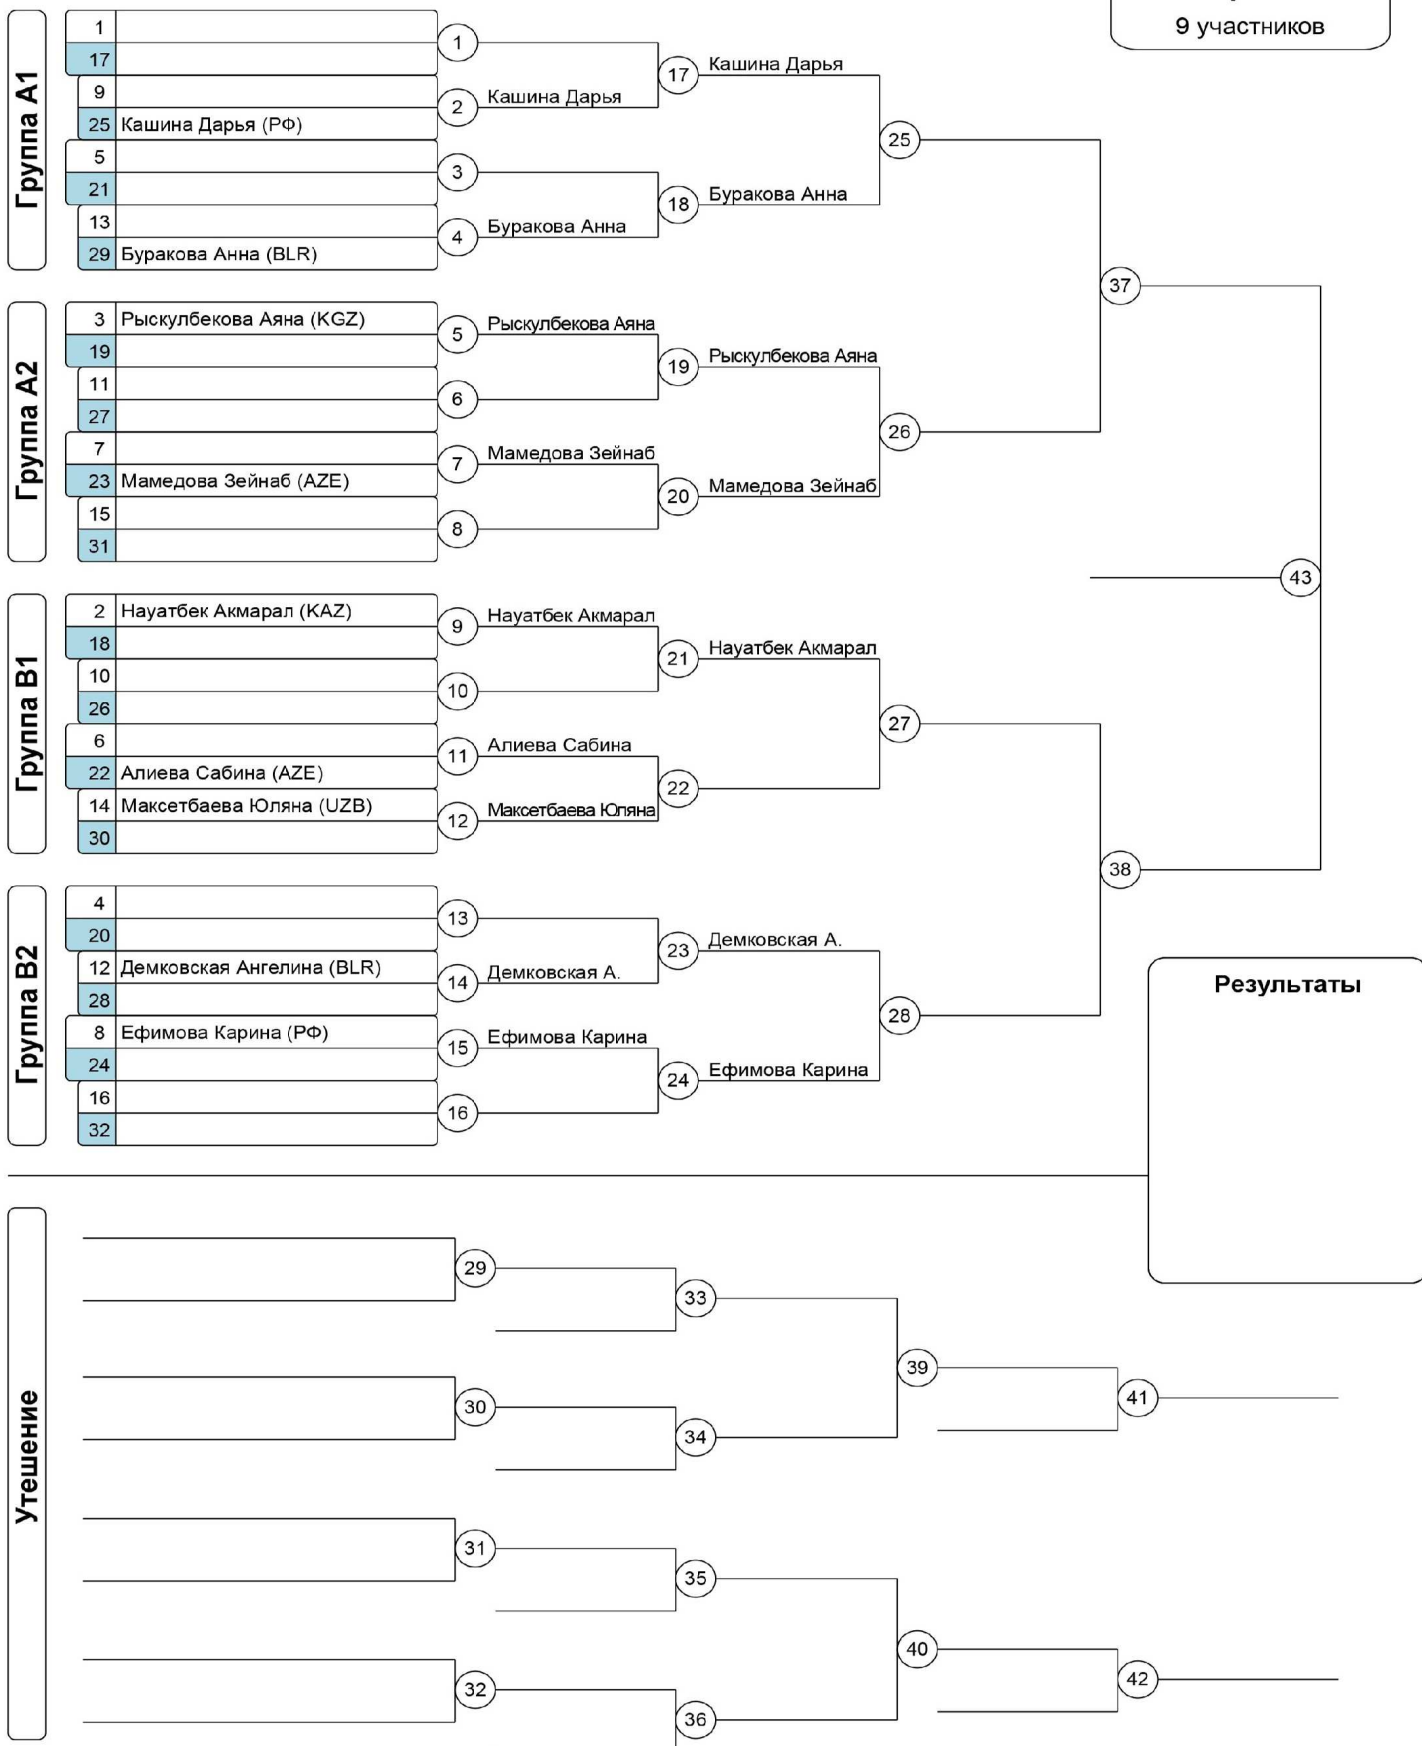 9 участников
Группа A1
1
17
9
25 Кашина Дарья (РФ)
5
21
13
29 Буракова Анна (BLR)
1
2 Кашина Дарья
3
4 Буракова Анна
17 Кашина Дарья
18 Буракова Анна
25
Группа A2
3 Рыскулбекова Аяна (KGZ)
19
11
27
7
23 Мамедова Зейнаб (AZE)
15
31
5 Рыскулбекова Аяна
6
7 Мамедова Зейнаб
8
19 Рыскулбекова Аяна
20 Мамедова Зейнаб
26
37
Группа B1
2 Науатбек Акмарал (KAZ)
18
10
26
6
22 Алиева Сабина (AZE)
14 Максетбаева Юляна (UZB)
30
9 Науатбек Акмарал
10
11 Алиева Сабина
12 Максетбаева Юляна
21 Науатбек Акмарал
22
27
Группа B2
4
20
12 Демковская Ангелина (BLR)
28
8 Ефимова Карина (РФ)
24
16
32
13
14 Демковская А.
15 Ефимова Карина
16
23 Демковская А.
24 Ефимова Карина
28
38
43
Результаты
Утешение
29
30
31
32
33
34
35
36
39
40
41
42